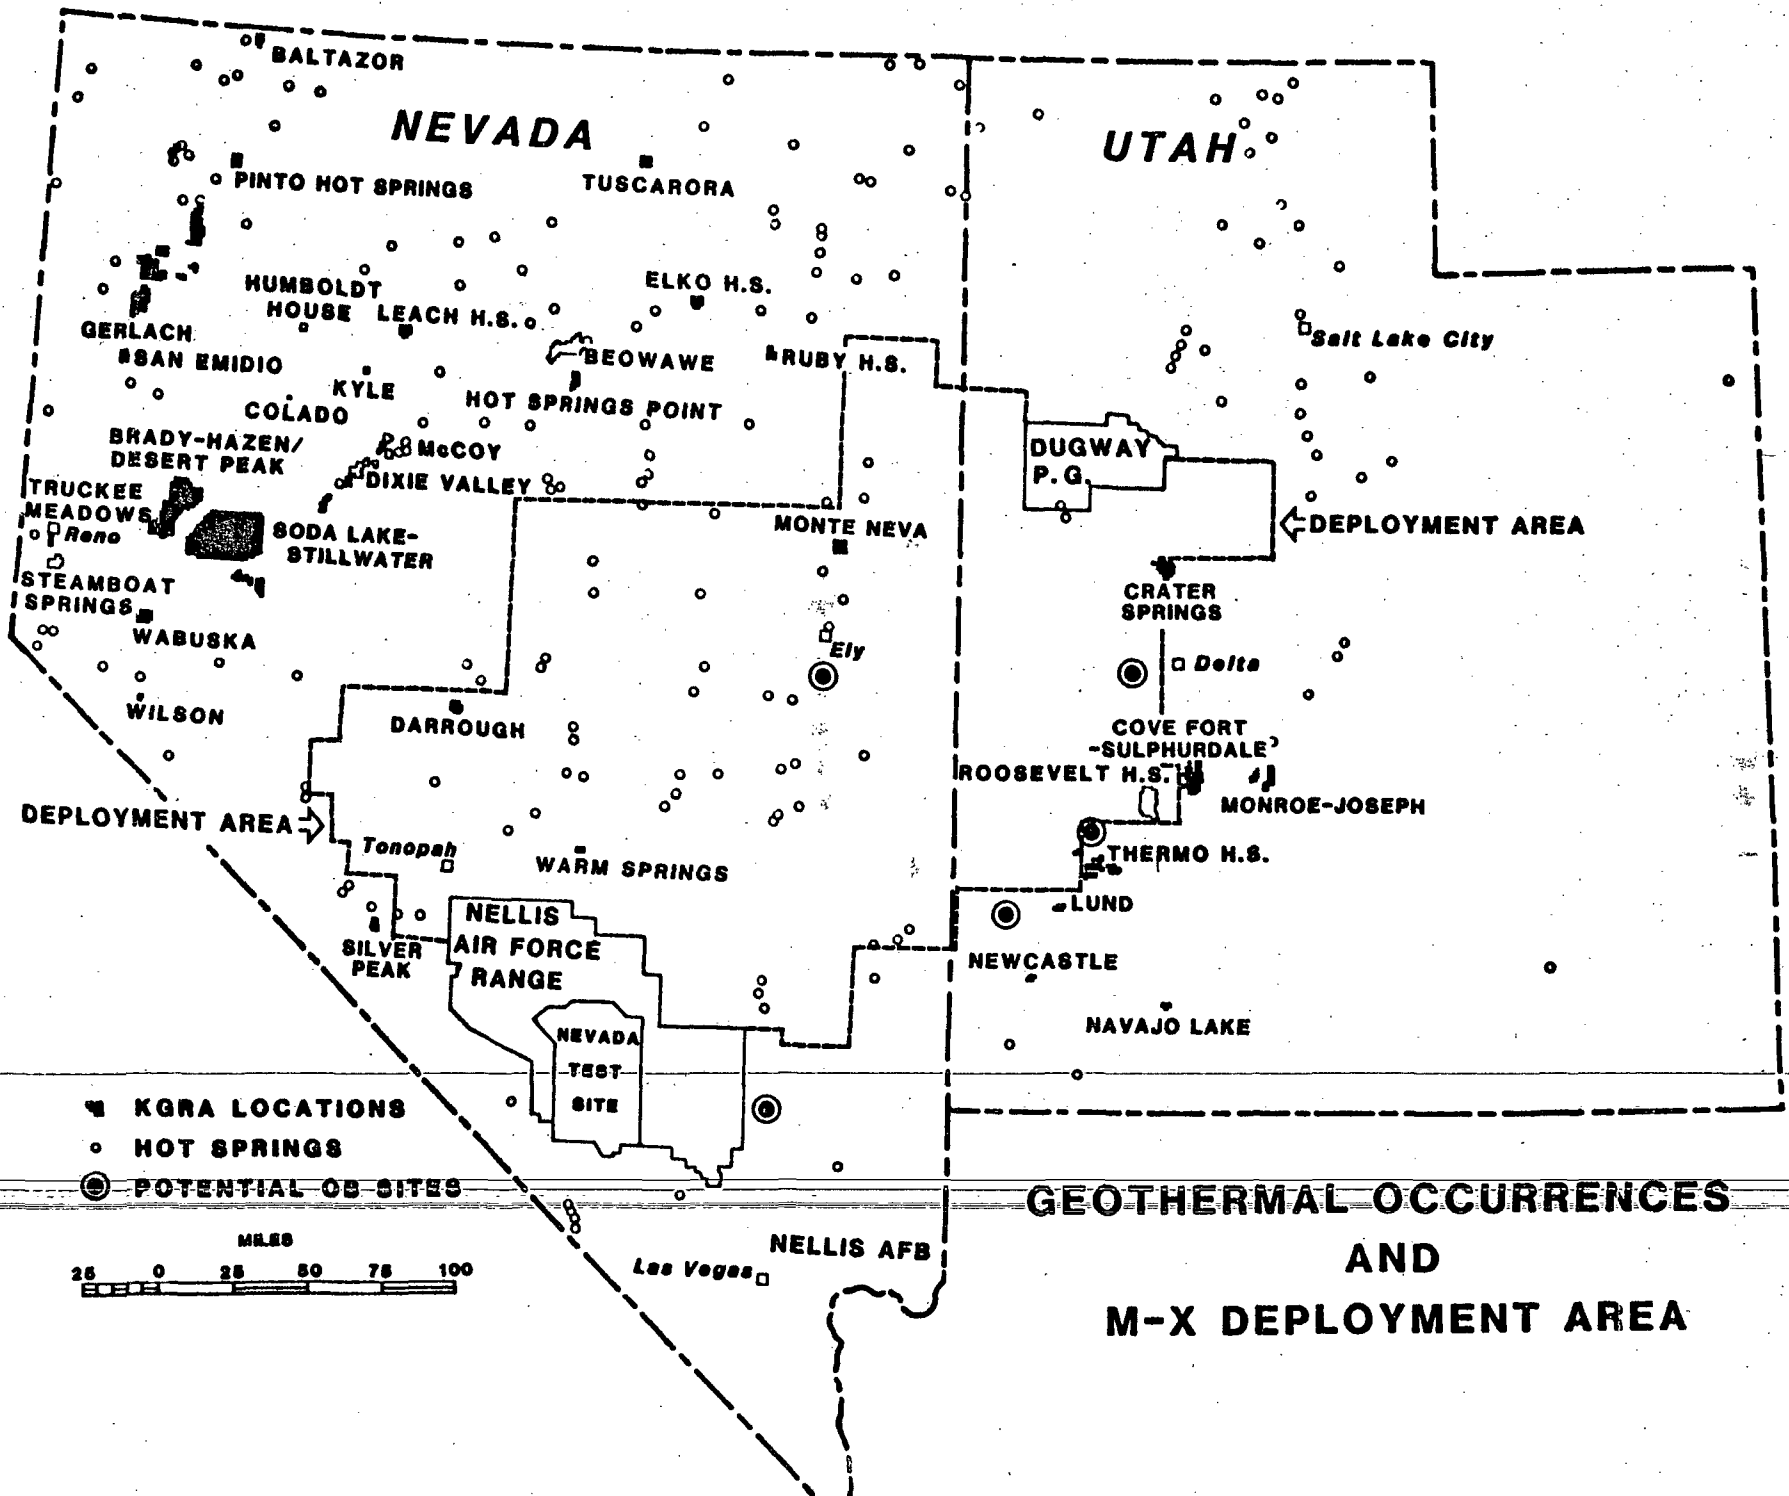 BALTAZOR
NEVADA
UTAH
PINTO HOT SPRINGS
TUSCARORA
HUMBOLDT
HOUSE
LEACH H.S.
ELKO H.S.
GERLACH
SAN EMIDIO
KYLE
COLADO
BEOWAWE
RUBY H.S.
HOT SPRINGS POINT
Salt Lake City
BRADY-HAZEN/
DESERT PEAK
McCOY
DIXIE VALLEY
DUGWAY
P.G.
TRUCKEE
MEADOWS
Reno
SODA LAKE-
STILLWATER
MONTE NEVA
DEPLOYMENT AREA
STEAMBOAT
SPRINGS
WABUSKA
CRATER
SPRINGS
Ely
Delta
WILSON
DARROUGH
COVE FORT
-SULPHURDALE
ROOSEVELT H.S.
MONROE-JOSEPH
DEPLOYMENT AREA
Tonopah
WARM SPRINGS
THERMO H.S.
LUND
NELLIS
AIR FORCE
RANGE
SILVER
PEAK
NEWCASTLE
NAVAJO LAKE
NEVADA
TEST
SITE
KGRA LOCATIONS
HOT SPRINGS
POTENTIAL OB SITES
MILES
25 0 25 50 75 100
Las Vegas
NELLIS AFB
GEOTHERMAL OCCURRENCES
AND
M-X DEPLOYMENT AREA